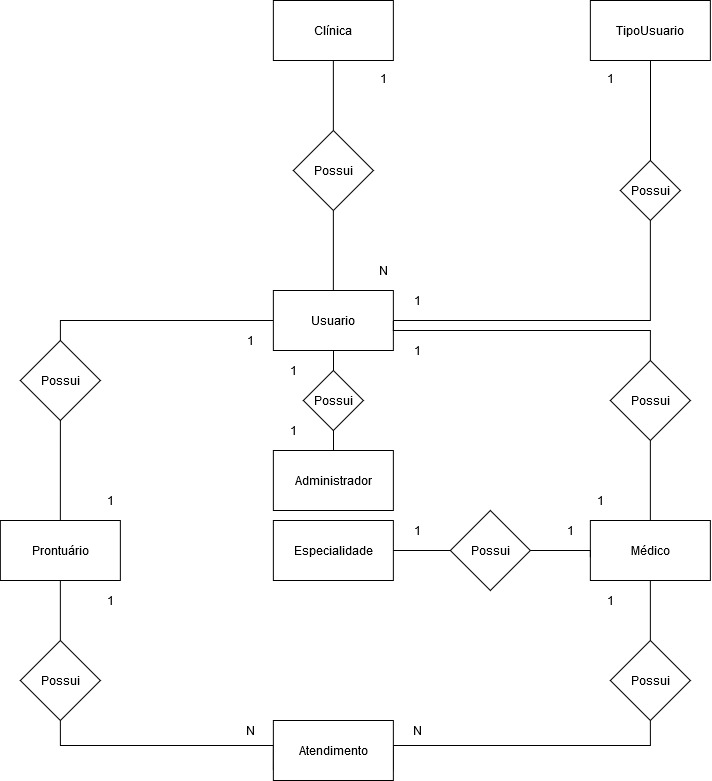 Clínica
TipoUsuario
1
1
Possui
Possui
N
1
Usuario
1
1
1
Possui
Possui
Possui
1
Administrador
1
1
1
1
Prontuário
Especialidade
Possui
Médico
1
1
Possui
Possui
N
N
Atendimento